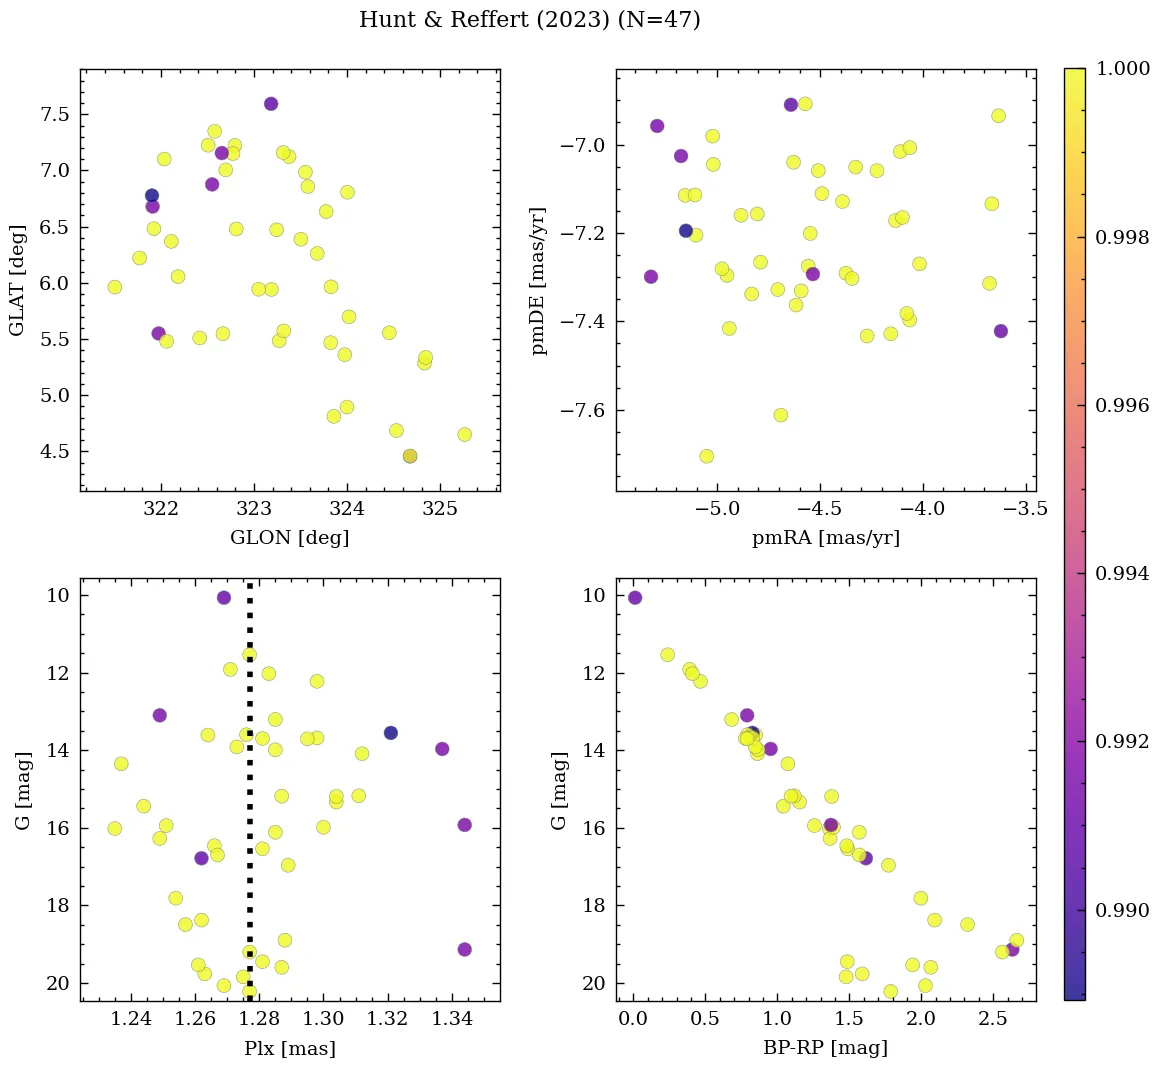 Hunt & Reffert (2023) (N=47)
7.5
7.0
6.5
6.0
5.5
5.0
4.5
GLAT [deg]
322 323 324 325
GLON [deg]
−7.0
−7.2
−7.4
−7.6
pmDE [mas/yr]
−5.0 −4.5 −4.0 −3.5
pmRA [mas/yr]
1.000
0.998
0.996
0.994
0.992
0.990
10
12
14
16
18
20
G [mag]
1.24 1.26 1.28 1.30 1.32 1.34
Plx [mas]
10
12
14
16
18
20
G [mag]
0.0 0.5 1.0 1.5 2.0 2.5
BP-RP [mag]